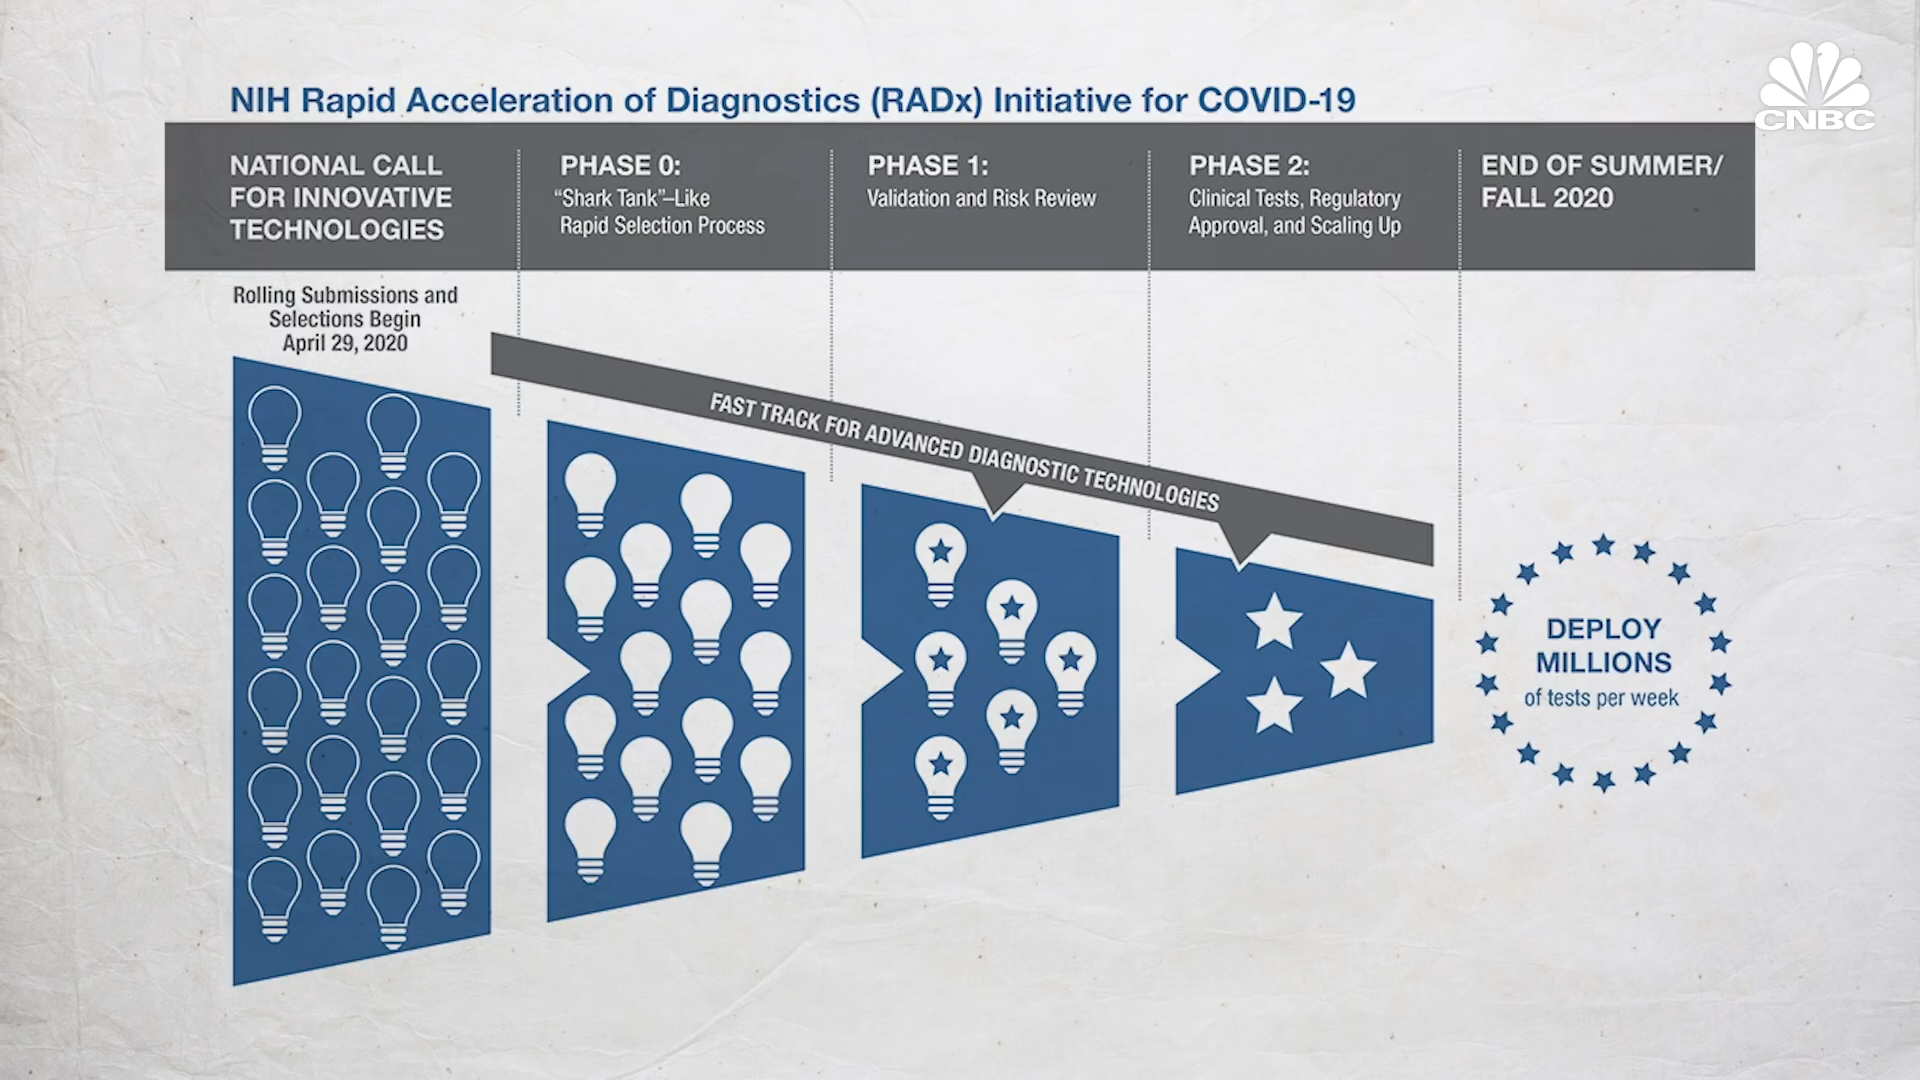 NIH Rapid Acceleration of Diagnostics (RADx) Initiative for COVID-19
CNBC
NATIONAL CALL
FOR INNOVATIVE
TECHNOLOGIES
PHASE 0:
“Shark Tank”–Like
Rapid Selection Process
PHASE 1:
Validation and Risk Review
PHASE 2:
Clinical Tests, Regulatory
Approval, and Scaling Up
END OF SUMMER/
FALL 2020
Rolling Submissions and
Selections Begin
April 29, 2020
FAST TRACK FOR ADVANCED DIAGNOSTIC TECHNOLOGIES
DEPLOY
MILLIONS
of tests per week